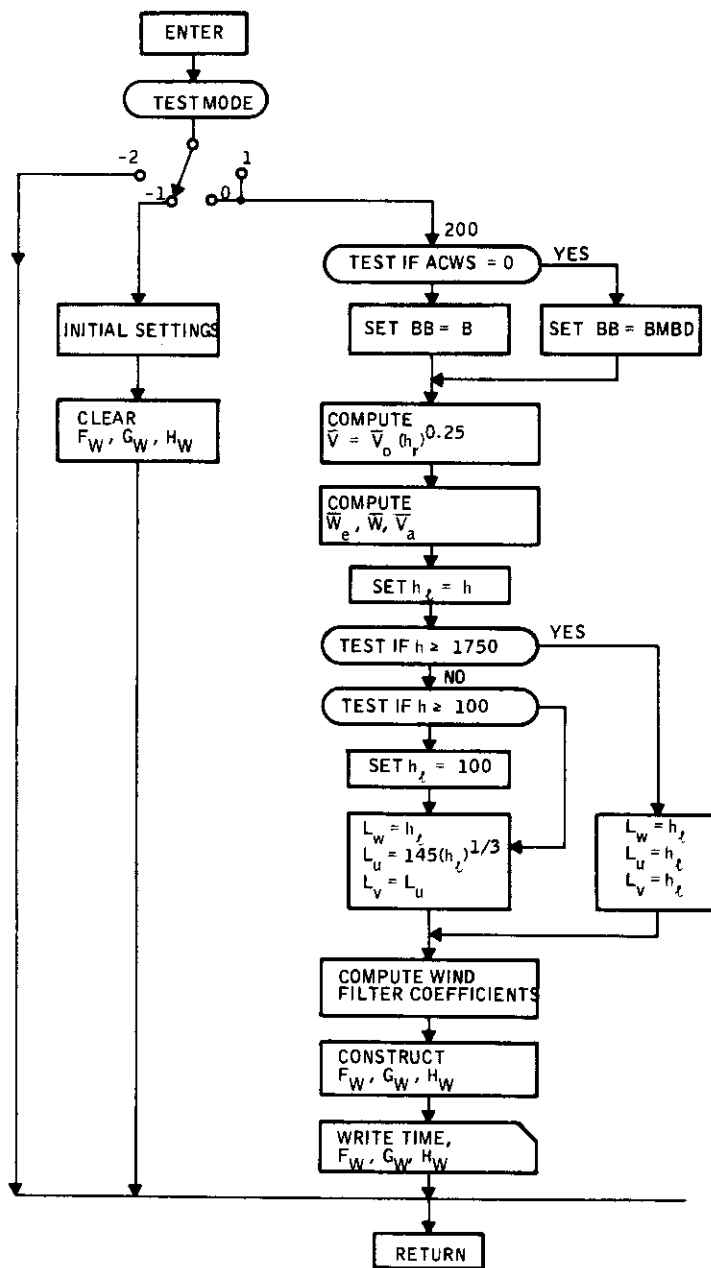 ENTER
TEST MODE
-2
1
-1
0
200
TEST IF ACWS = 0
YES
INITIAL SETTINGS
SET BB = B
SET BB = BMBD
CLEAR
F_W, G_W, H_W
COMPUTE
V̅ = V̅_o (h_r)^0.25
COMPUTE
W̅_e, W̅, V̅_a
SET h_ℓ = h
TEST IF h ≥ 1750
YES
NO
TEST IF h ≥ 100
SET h_ℓ = 100
L_w = h_ℓ
L_u = 145(h_ℓ)^1/3
L_v = L_u
L_w = h_ℓ
L_u = h_ℓ
L_v = h_ℓ
COMPUTE WIND
FILTER COEFFICIENTS
CONSTRUCT
F_W, G_W, H_W
WRITE TIME,
F_W, G_W, H_W
RETURN